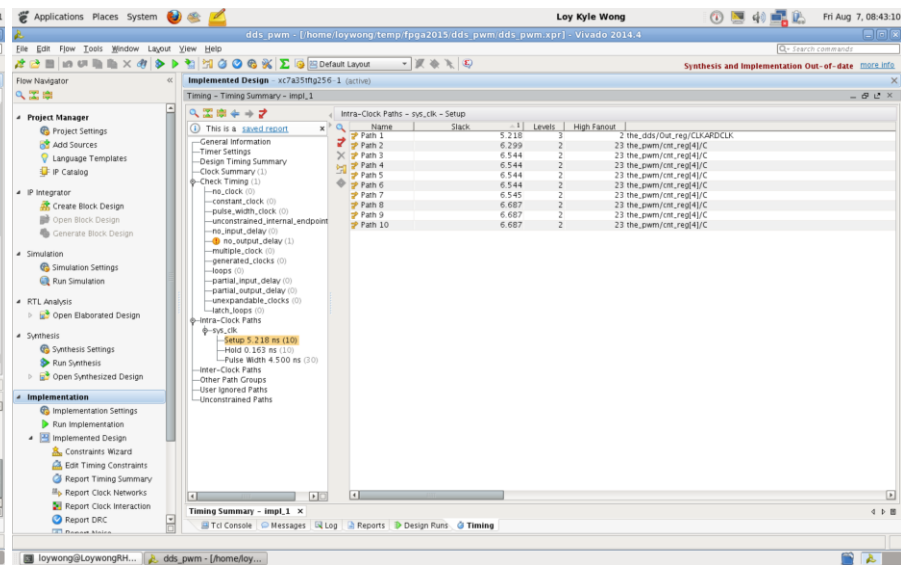 Applications Places System Loy Kyle Wong Fri Aug 7, 08:43:10
dds_pwm - [/home/loywong/temp/fpga2015/dds_pwm/dds_pwm.xpr] - Vivado 2014.4
File Edit Flow Tools Window Layout View Help Search commands
Default Layout Synthesis and Implementation Out-of-date more info
Flow Navigator
Project Manager
Project Settings
Add Sources
Language Templates
IP Catalog
IP Integrator
Create Block Design
Open Block Design
Generate Block Design
Simulation
Simulation Settings
Run Simulation
RTL Analysis
Open Elaborated Design
Synthesis
Synthesis Settings
Run Synthesis
Open Synthesized Design
Implementation
Implementation Settings
Run Implementation
Implemented Design
Constraints Wizard
Edit Timing Constraints
Report Timing Summary
Report Clock Networks
Report Clock Interaction
Report DRC
Implemented Design - xc7a35tftg256-1 (active)
Timing - Timing Summary - impl_1
This is a saved report
General Information
Timer Settings
Design Timing Summary
Clock Summary (1)
Check Timing (1)
no_clock (0)
constant_clock (0)
pulse_width_clock (0)
unconstrained_internal_endpoint
no_input_delay (0)
no_output_delay (1)
multiple_clock (0)
generated_clocks (0)
loops (0)
partial_input_delay (0)
partial_output_delay (0)
unexpandable_clocks (0)
latch_loops (0)
Intra-Clock Paths
sys_clk
Setup 5.218 ns (10)
Hold 0.163 ns (10)
Pulse Width 4.500 ns (30)
Inter-Clock Paths
Other Path Groups
User Ignored Paths
Unconstrained Paths
Intra-Clock Paths - sys_clk - Setup
Name Slack 1 Levels High Fanout
Path 1 5.218 3 2 the_dds/Out_reg/CLKARDCLK
Path 2 6.299 2 23 the_pwm/cnt_reg[4]/C
Path 3 6.544 2 23 the_pwm/cnt_reg[4]/C
Path 4 6.544 2 23 the_pwm/cnt_reg[4]/C
Path 5 6.544 2 23 the_pwm/cnt_reg[4]/C
Path 6 6.544 2 23 the_pwm/cnt_reg[4]/C
Path 7 6.545 2 23 the_pwm/cnt_reg[4]/C
Path 8 6.687 2 23 the_pwm/cnt_reg[4]/C
Path 9 6.687 2 23 the_pwm/cnt_reg[4]/C
Path 10 6.687 2 23 the_pwm/cnt_reg[4]/C
Timing Summary - impl_1
Tcl Console Messages Log Reports Design Runs Timing
loywong@LoywongRH... dds_pwm - [/home/loy...